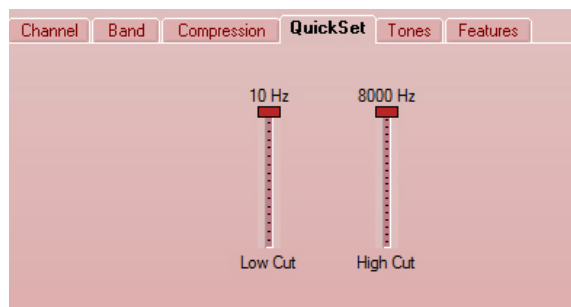 Channel Band Compression QuickSet Tones Features
10 Hz 8000 Hz
Low Cut High Cut